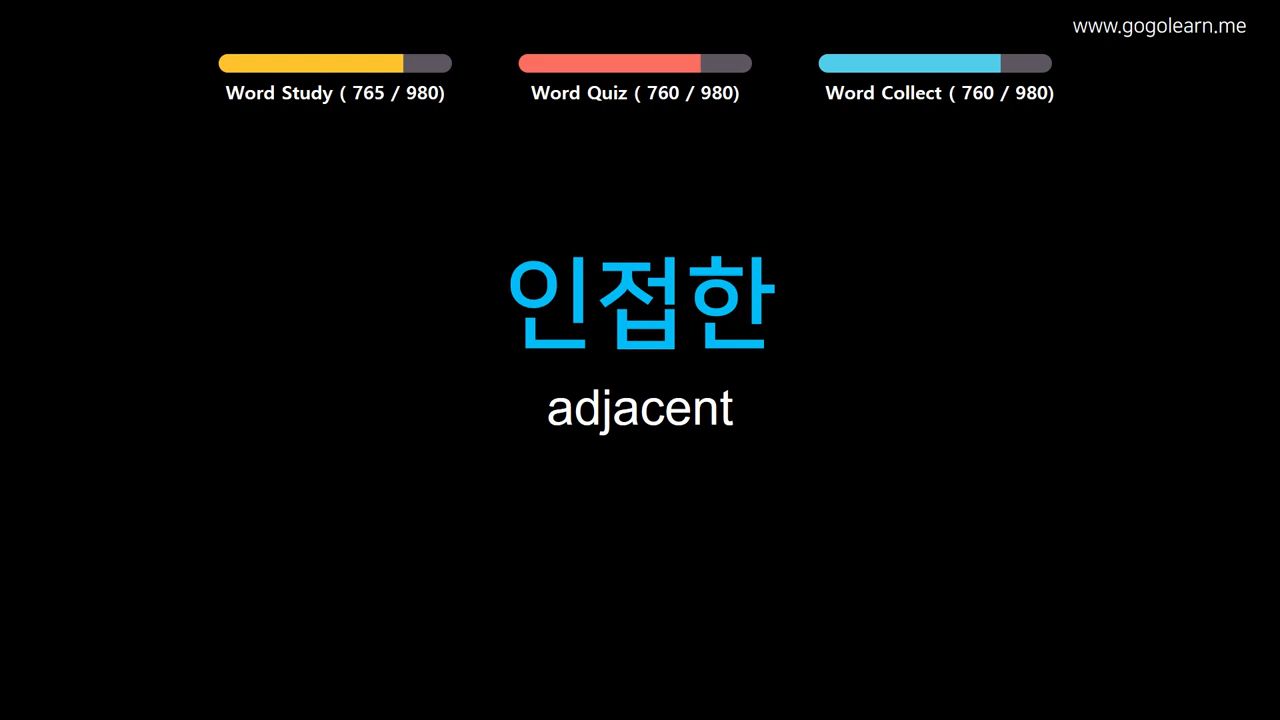 www.gogolearn.me
Word Study ( 765 / 980)
Word Quiz ( 760 / 980)
Word Collect ( 760 / 980)
인접한
adjacent